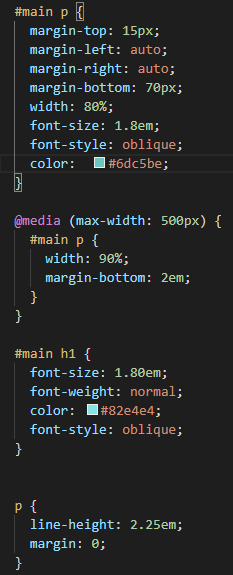 #main p {
margin-top: 15px;
margin-left: auto;
margin-right: auto;
margin-bottom: 70px;
width: 80%;
font-size: 1.8em;
font-style: oblique;
color: #6dc5be;
}
@media (max-width: 500px) {
#main p {
width: 90%;
margin-bottom: 2em;
}
}
#main h1 {
font-size: 1.80em;
font-weight: normal;
color: #82e4e4;
font-style: oblique;
}
p {
line-height: 2.25em;
margin: 0;
}